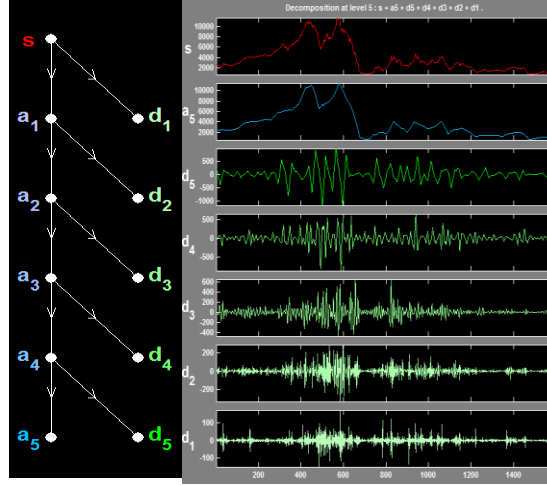 Decomposition at level 5 : s = a5 + d5 + d4 + d3 + d2 + d1 .
s
a1 d1
a2 d2
a3 d3
a4 d4
a5 d5
s
10000
8000
6000
4000
2000
a5
10000
8000
6000
4000
2000
d5
500
0
-500
-1000
d4
500
0
-500
d3
600
400
200
0
-200
-400
d2
200
0
-200
d1
100
0
-100
200 400 600 800 1000 1200 1400